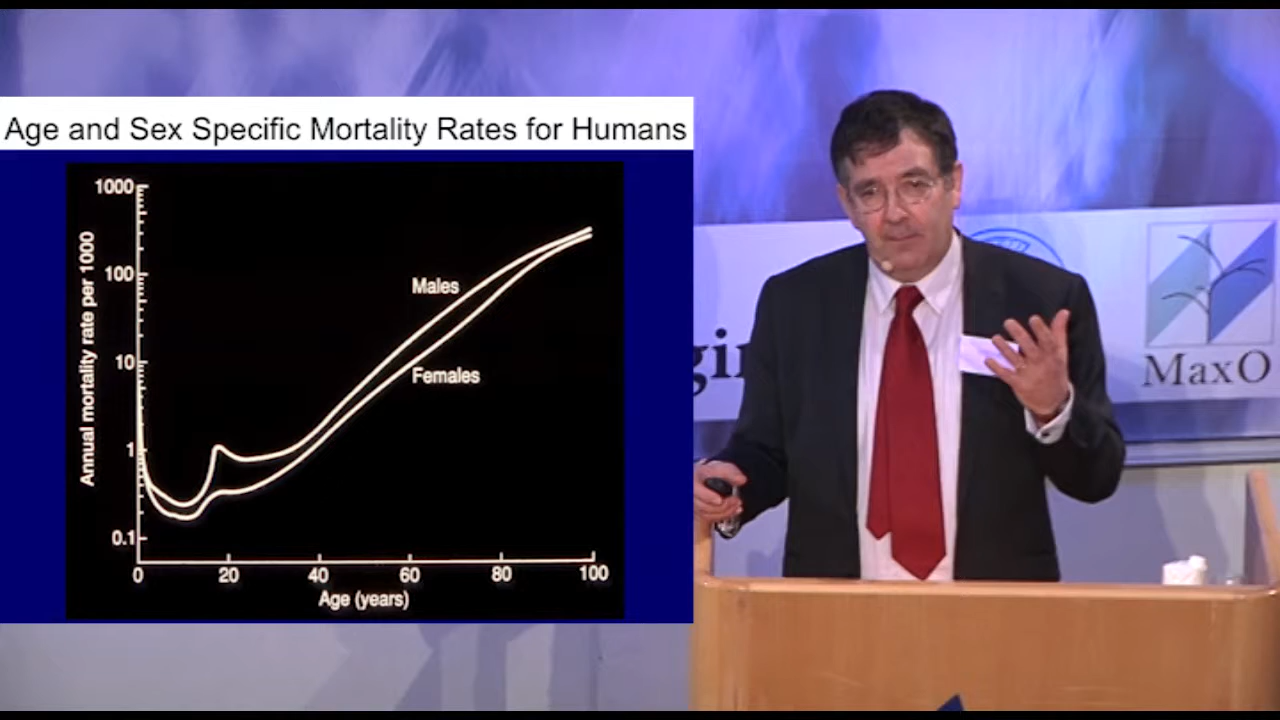 Age and Sex Specific Mortality Rates for Humans
1000
100
10
1
0.1
Annual mortality rate per 1000
Males
Females
0
20
40
60
80
100
Age (years)
MaxO